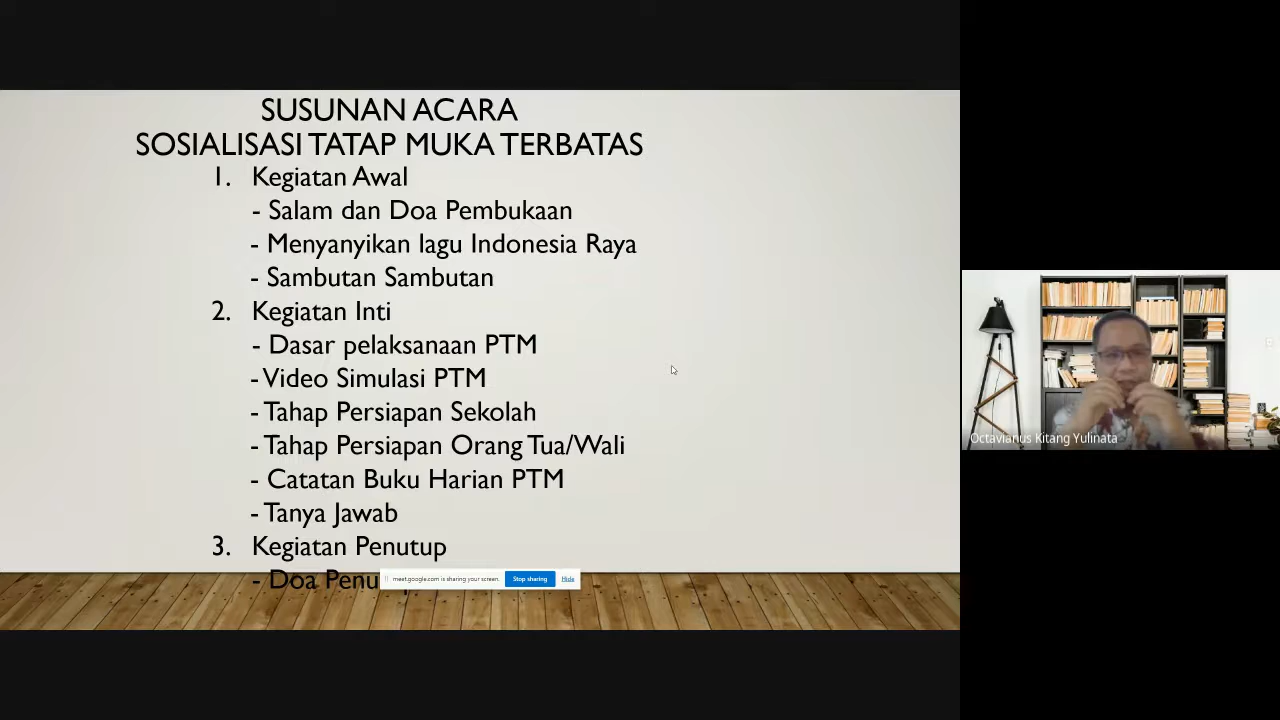 SUSUNAN ACARA
SOSIALISASI TATAP MUKA TERBATAS
1. Kegiatan Awal
- Salam dan Doa Pembukaan
- Menyanyikan lagu Indonesia Raya
- Sambutan Sambutan
2. Kegiatan Inti
- Dasar pelaksanaan PTM
- Video Simulasi PTM
- Tahap Persiapan Sekolah
- Tahap Persiapan Orang Tua/Wali
- Catatan Buku Harian PTM
- Tanya Jawab
3. Kegiatan Penutup
- Doa
meet.google.com is sharing your screen. Stop sharing Hide
Octavianus Kitang Yulinata